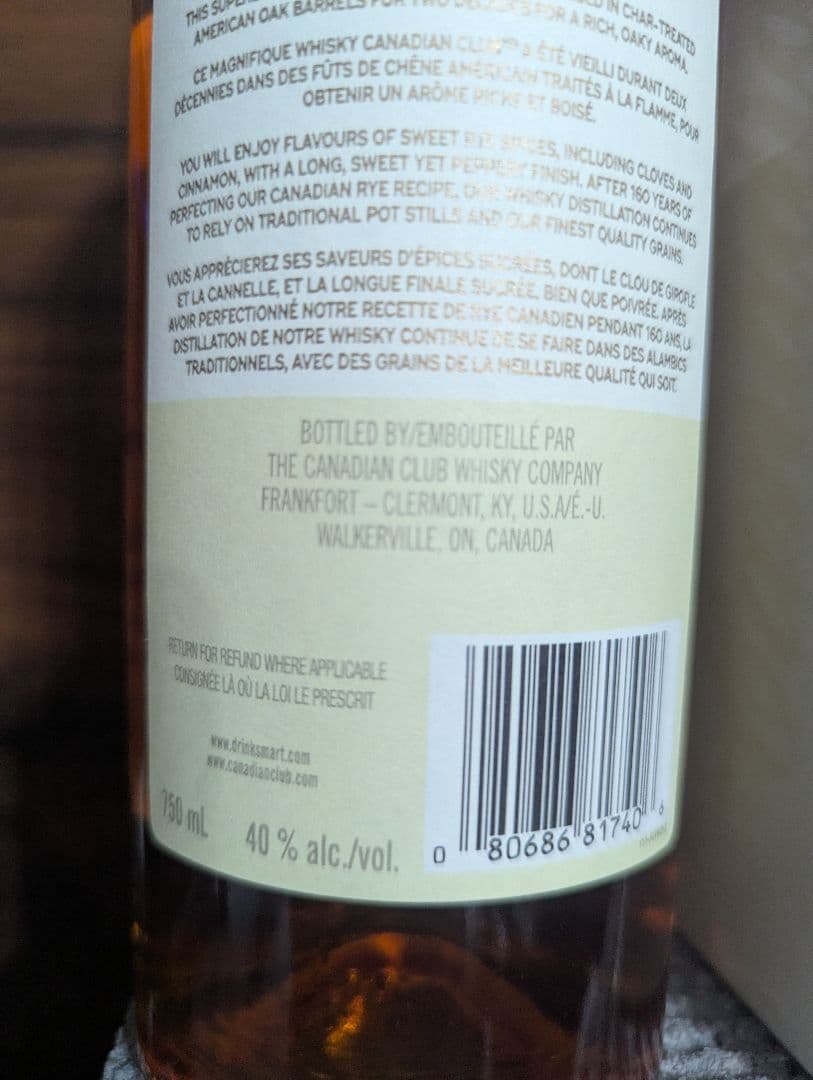 THIS SUPE IN CHAR-TREATED
AMERICAN OAK BARRELS FOR TWO DECADES FOR A RICH, OAKY AROMA.
CE MAGNIFIQUE WHISKY CANADIAN CLUB A ÉTÉ VIEILLI DURANT DEUX
DÉCENNIES DANS DES FÛTS DE CHÊNE AMÉRICAIN TRAITÉS À LA FLAMME, POUR
OBTENIR UN ARÔME RICHE ET BOISÉ.
YOU WILL ENJOY FLAVOURS OF SWEET RYE SPICES, INCLUDING CLOVES AND
CINNAMON, WITH A LONG, SWEET YET PEPPERY FINISH. AFTER 160 YEARS OF
PERFECTING OUR CANADIAN RYE RECIPE, OUR WHISKY DISTILLATION CONTINUES
TO RELY ON TRADITIONAL POT STILLS AND OUR FINEST QUALITY GRAINS.
VOUS APPRÉCIEREZ SES SAVEURS D'ÉPICES SUCRÉES, DONT LE CLOU DE GIROFLE
ET LA CANNELLE, ET LA LONGUE FINALE SUCRÉE, BIEN QUE POIVRÉE. APRÈS
AVOIR PERFECTIONNÉ NOTRE RECETTE DE RYE CANADIEN PENDANT 160 ANS, LA
DISTILLATION DE NOTRE WHISKY CONTINUE DE SE FAIRE DANS DES ALAMBICS
TRADITIONNELS, AVEC DES GRAINS DE LA MEILLEURE QUALITÉ QUI SOIT.
BOTTLED BY/EMBOUTEILLÉ PAR
THE CANADIAN CLUB WHISKY COMPANY
FRANKFORT – CLERMONT, KY, U.S.A/É.-U.
WALKERVILLE, ON, CANADA
RETURN FOR REFUND WHERE APPLICABLE
CONSIGNÉE LÀ OÙ LA LOI LE PRESCRIT
www.drinksmart.com
www.canadianclub.com
750 mL 40 % alc./vol.
0 80686 81740 6